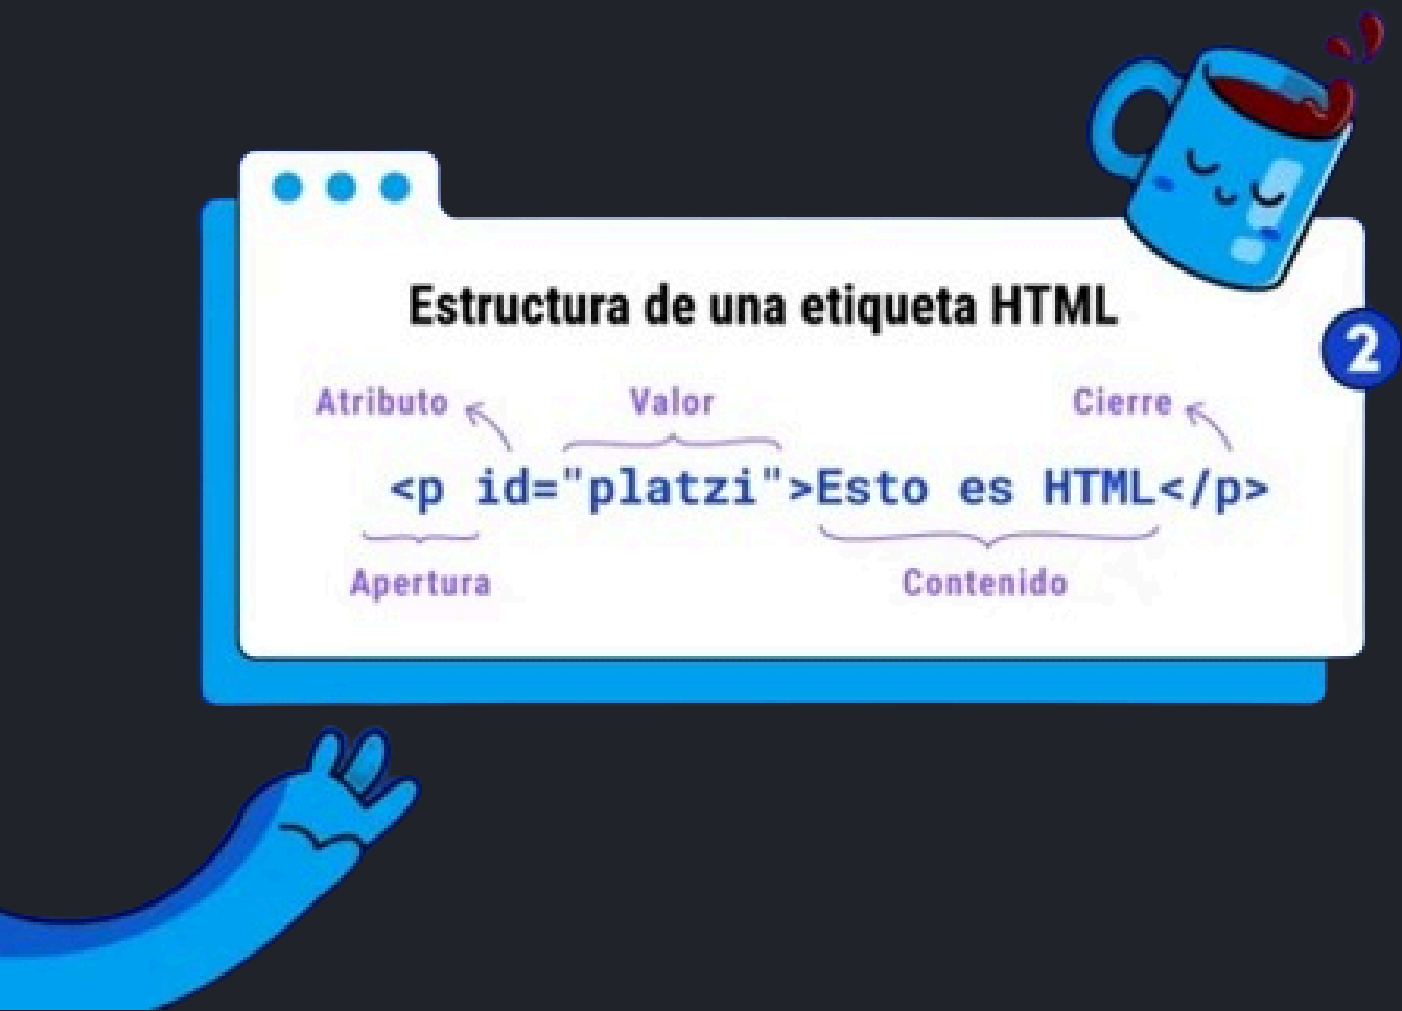 Estructura de una etiqueta HTML
2
Atributo Valor Cierre
<p id="platzi">Esto es HTML</p>
Apertura Contenido